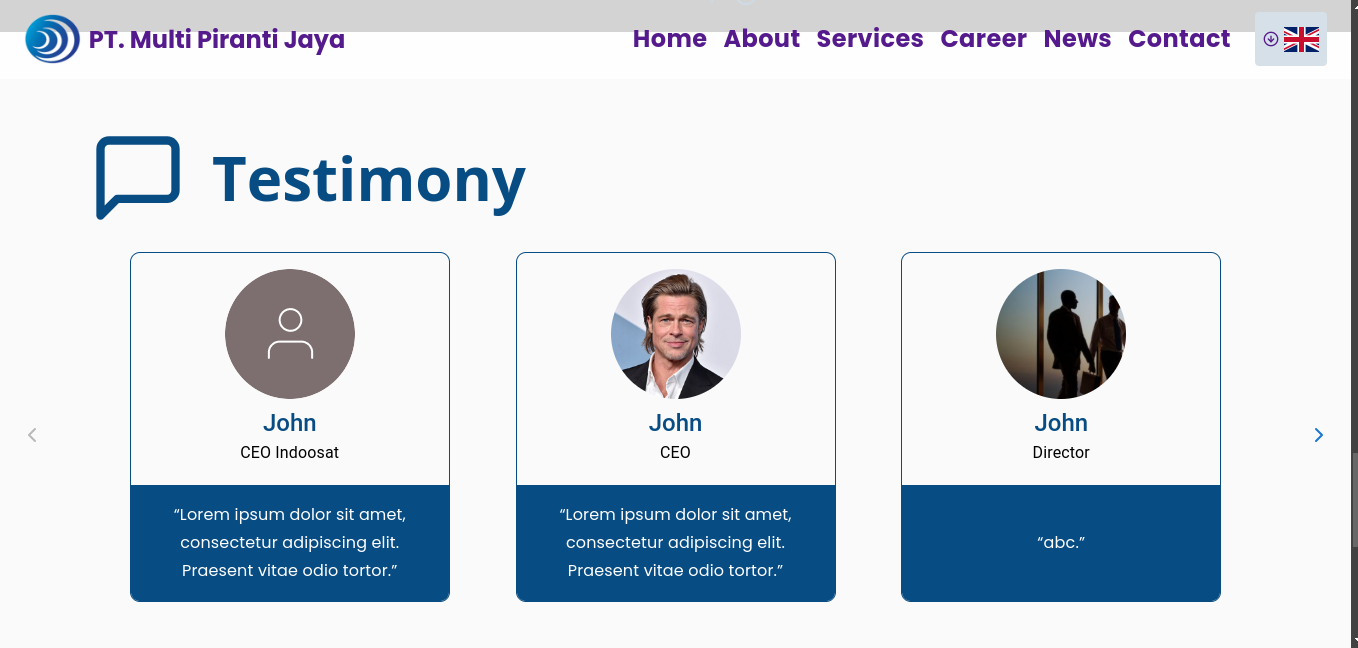 PT. Multi Piranti Jaya
Home About Services Career News Contact
Testimony
John
CEO Indoosat
“Lorem ipsum dolor sit amet,
consectetur adipiscing elit.
Praesent vitae odio tortor.”
John
CEO
“Lorem ipsum dolor sit amet,
consectetur adipiscing elit.
Praesent vitae odio tortor.”
John
Director
“abc.”